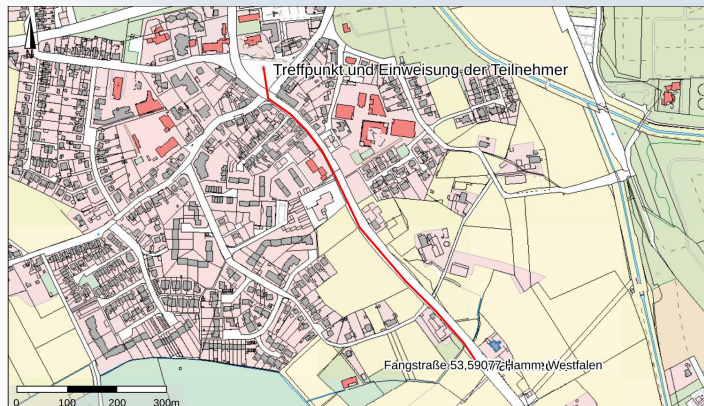 N
Treffpunkt und Einweisung der Teilnehmer
Fangstraße 53,59077 Hamm, Westfalen
0 100 200 300m